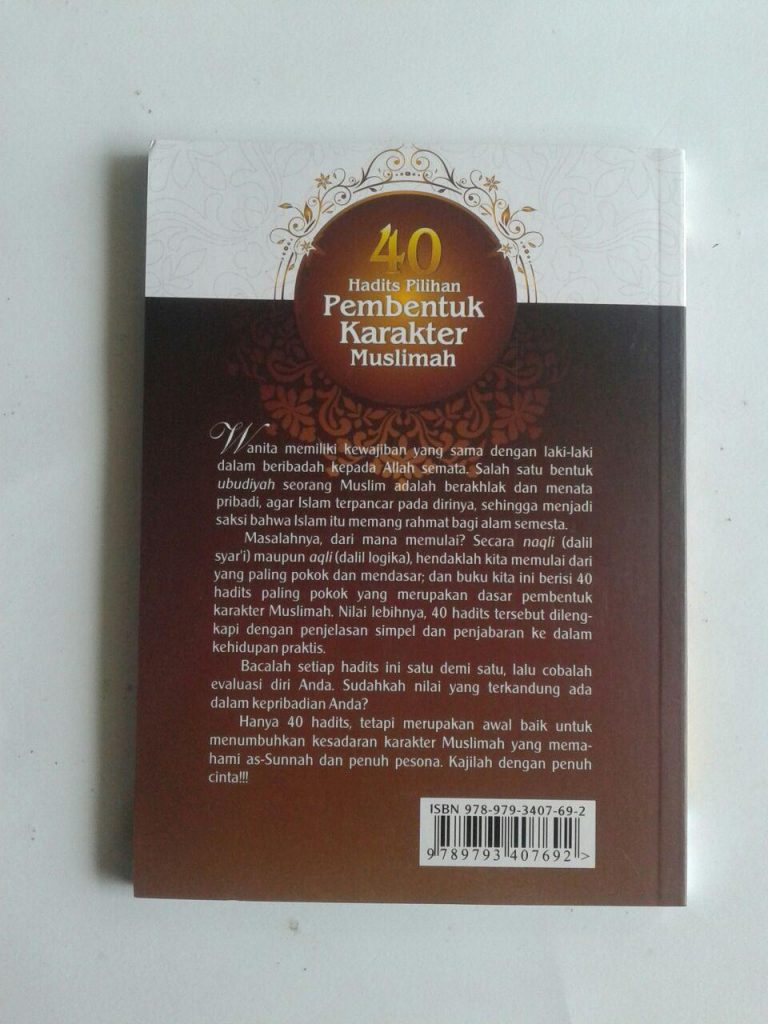 40
Hadits Pilihan
Pembentuk
Karakter
Muslimah
Wanita memiliki kewajiban yang sama dengan laki-laki
dalam beribadah kepada Allah semata. Salah satu bentuk
ubudiyah seorang Muslim adalah berakhlak dan menata
pribadi, agar Islam terpancar pada dirinya, sehingga menjadi
saksi bahwa Islam itu memang rahmat bagi alam semesta.
Masalahnya, dari mana memulai? Secara naqli (dalil
syar'i) maupun aqli (dalil logika), hendaklah kita memulai dari
yang paling pokok dan mendasar; dan buku kita ini berisi 40
hadits paling pokok yang merupakan dasar pembentuk
karakter Muslimah. Nilai lebihnya, 40 hadits tersebut dileng-
kapi dengan penjelasan simpel dan penjabaran ke dalam
kehidupan praktis.
Bacalah setiap hadits ini satu demi satu, lalu cobalah
evaluasi diri Anda. Sudahkah nilai yang terkandung ada
dalam kepribadian Anda?
Hanya 40 hadits, tetapi merupakan awal baik untuk
menumbuhkan kesadaran karakter Muslimah yang mema-
hami as-Sunnah dan penuh pesona. Kajilah dengan penuh
cinta!!!
ISBN 978-979-3407-69-2
9 789793 407692 >